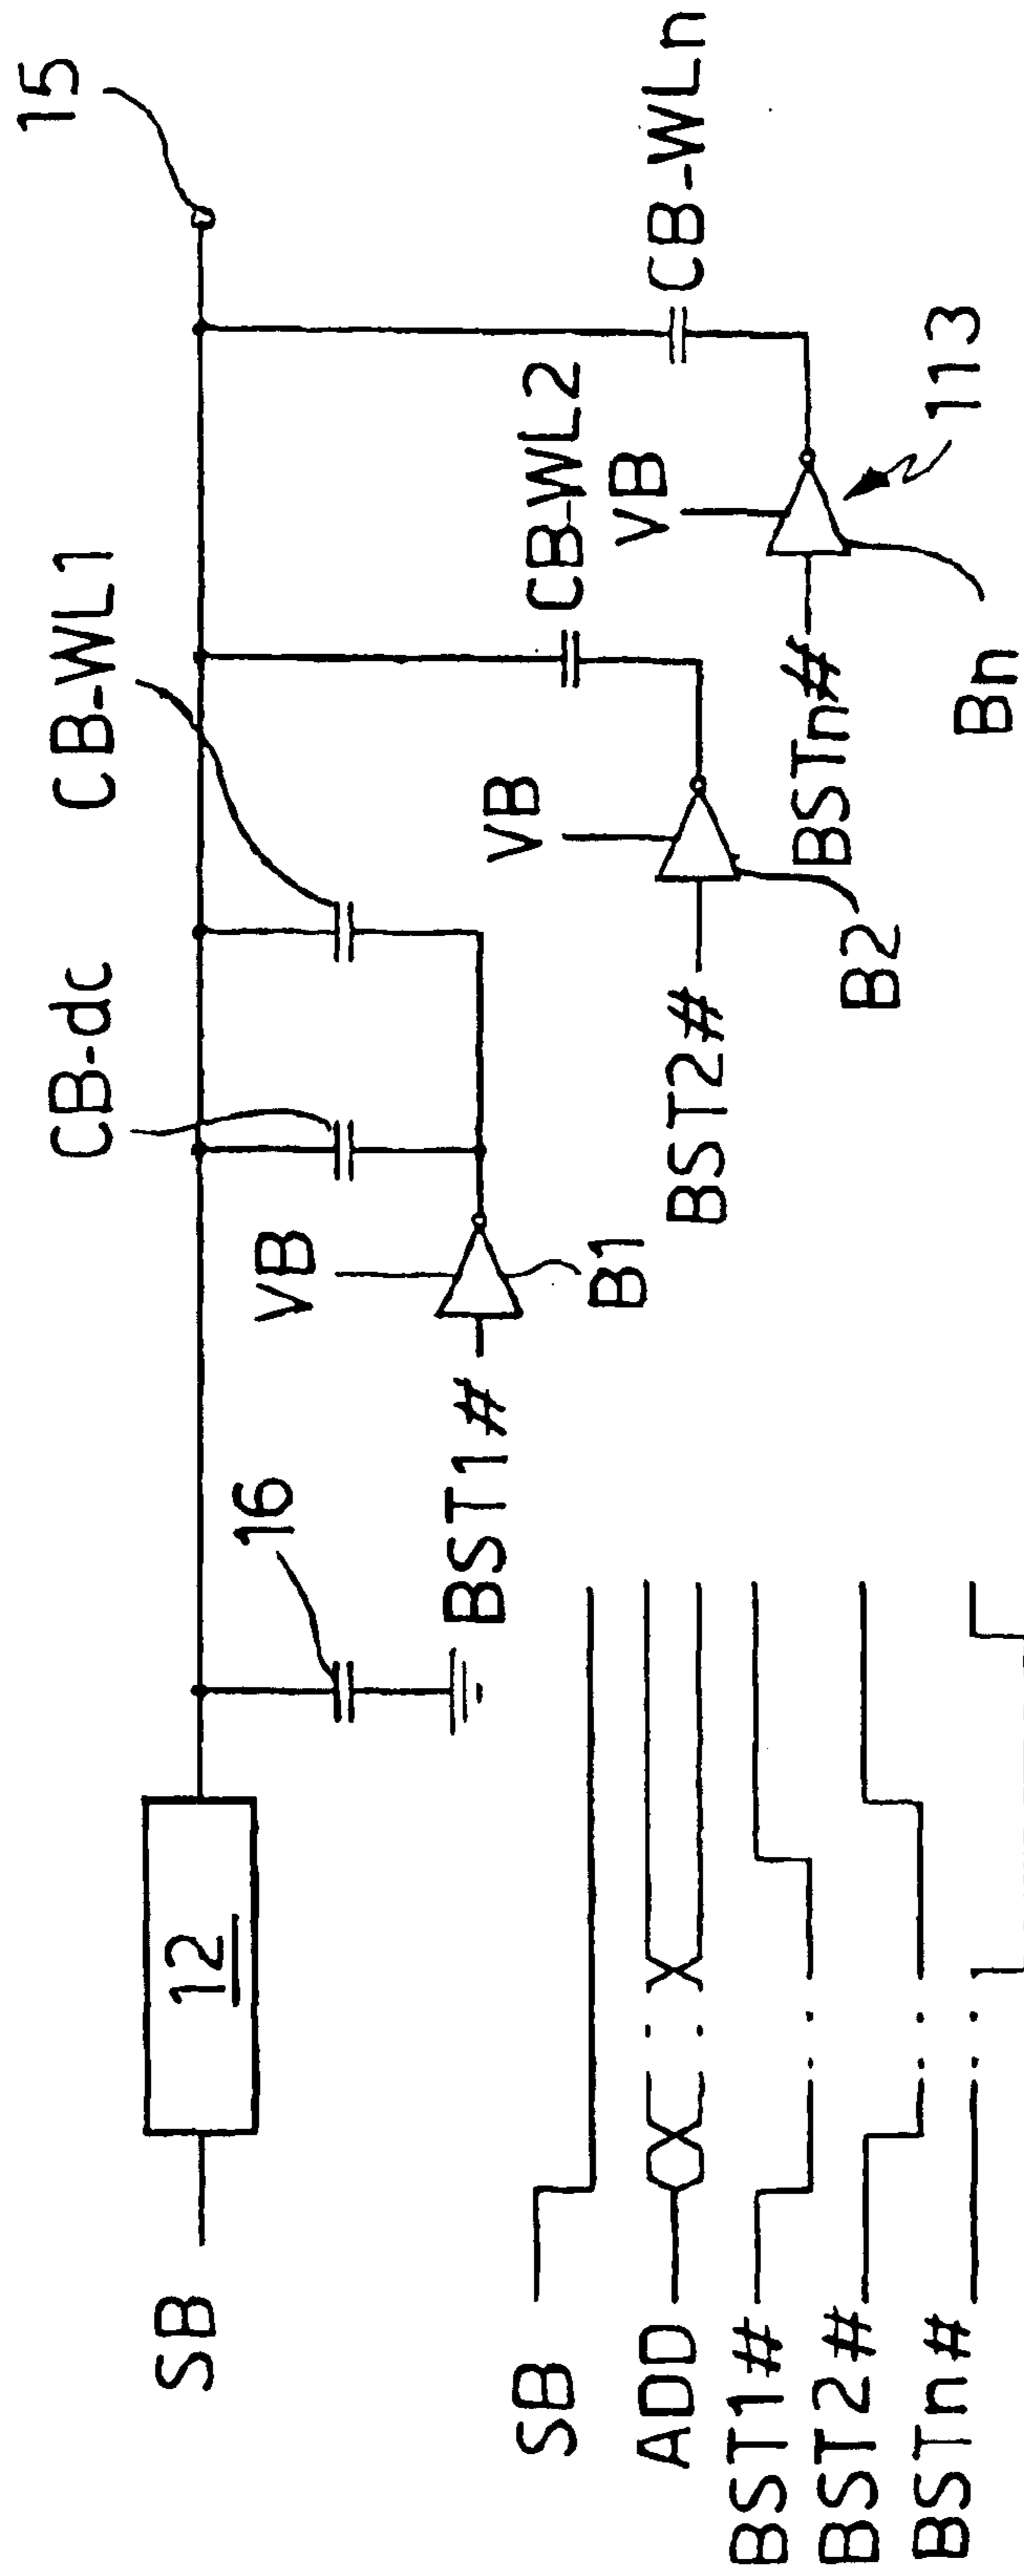 15
CB-WL1
CB-dc
CB-WLn
CB-WL2
VB
VB
VB
113
16
12
SB
BST1#
B1
BST2#
B2
BSTn#
Bn
SB
ADD
BST1#
BST2#
BSTn#